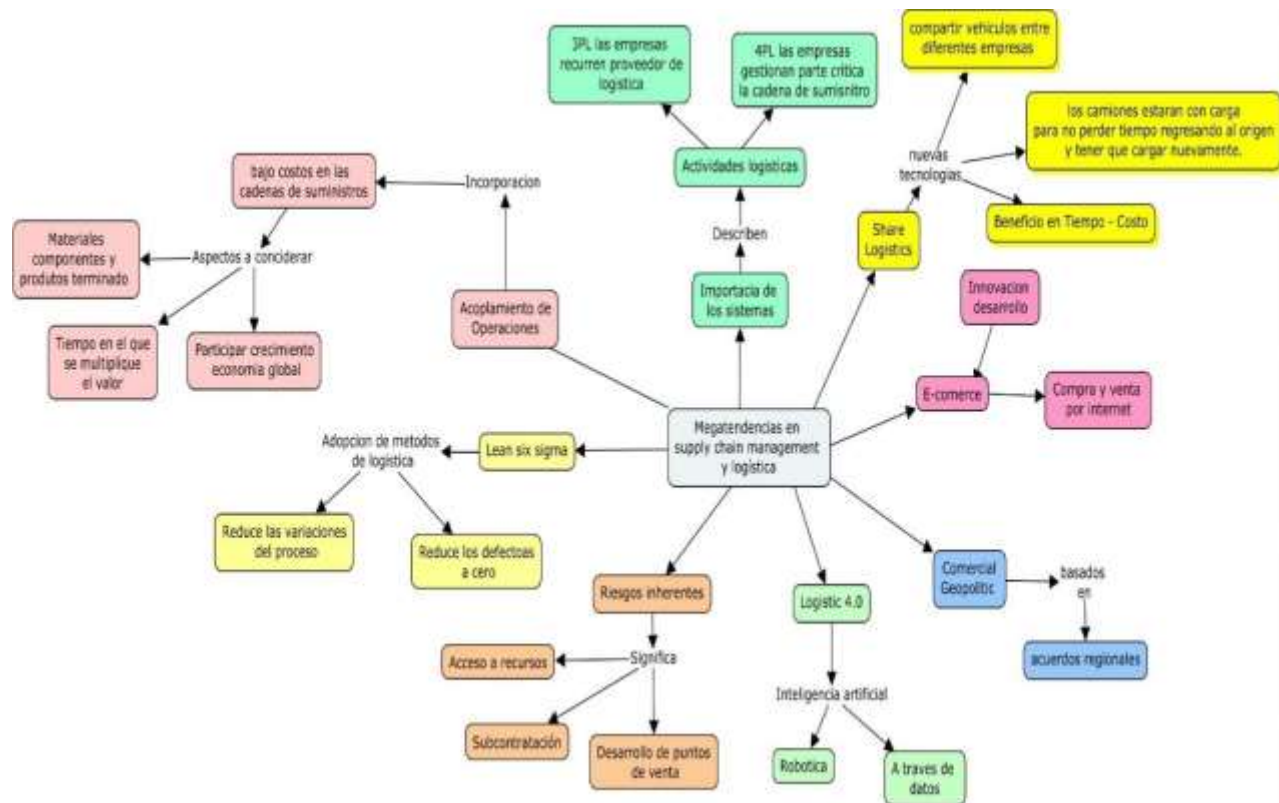 3PL las empresas
recurren proveedor de
logistica
4PL las empresas
gestionan parte critica
la cadena de sumisnitro
compartir vehiculos entre
diferentes empresas
los camiones estaran con carga
para no perder tiempo regresando al origen
y tener que cargar nuevamente.
nuevas
tecnologias
Beneficio en Tiempo - Costo
Actividades logisticas
Describen
Importacia de
los sistemas
Share
Logistics
bajo costos en las
cadenas de suministros
Incorporacion
Materiales
componentes y
produtos terminado
Aspectos a conciderar
Tiempo en el que
se multiplique
el valor
Participar crecimiento
economia global
Acoplamiento de
Operaciones
Innovacion
desarrollo
E-comerce
Compra y venta
por internet
Megatendencias en
supply chain management
y logística
Adopcion de metodos
de logística
Lean six sigma
Reduce las variaciones
del proceso
Reduce los defectoas
a cero
Riesgos inherentes
Significa
Acceso a recursos
Subcontratación
Desarrollo de puntos
de venta
Logistic 4.0
Inteligencia artificial
Robotica
A traves de
datos
Comercial
Geopolitic
basados
en
acuerdos regionales